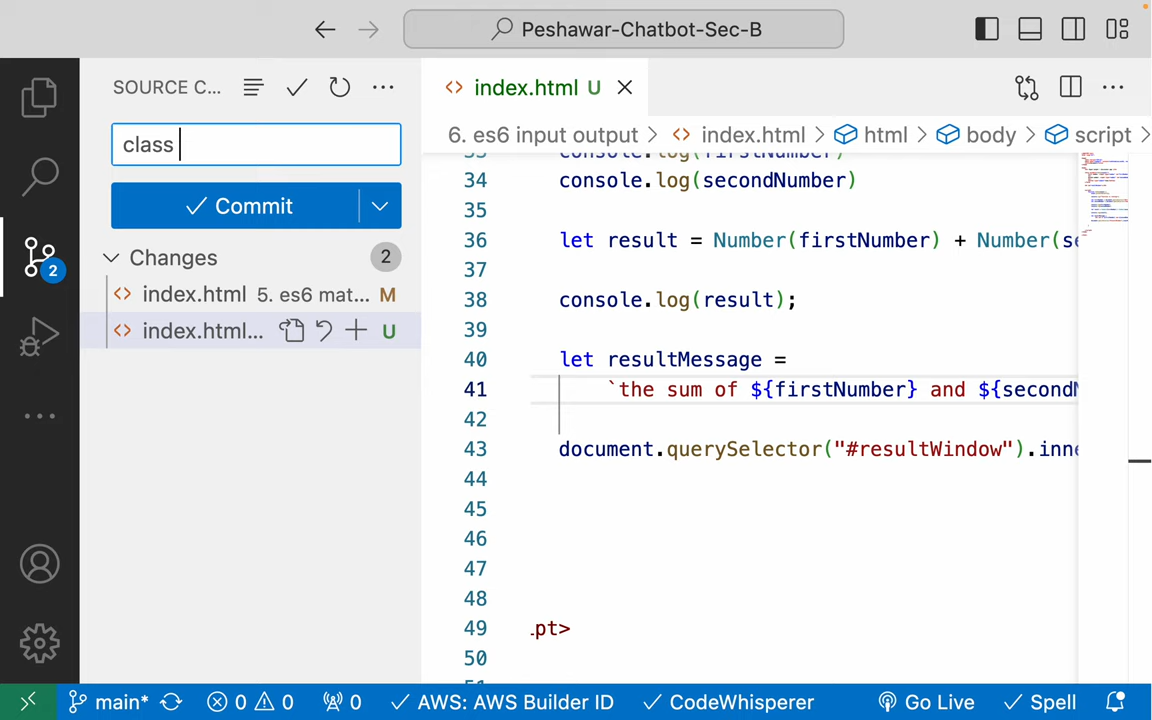 Peshawar-Chatbot-Sec-B
SOURCE C...
class
Commit
Changes 2
index.html 5. es6 mat... M
index.html... U
2
index.html U
6. es6 input output > index.html > html > body > script >
console.log(firstNumber)
34 console.log(secondNumber)
35
36 let result = Number(firstNumber) + Number(se
37
38 console.log(result);
39
40 let resultMessage =
41 `the sum of ${firstNumber} and ${secondN
42
43 document.querySelector("#resultWindow").inne
44
45
46
47
48
49 pt>
50
main* 0 0 0 AWS: AWS Builder ID CodeWhisperer Go Live Spell